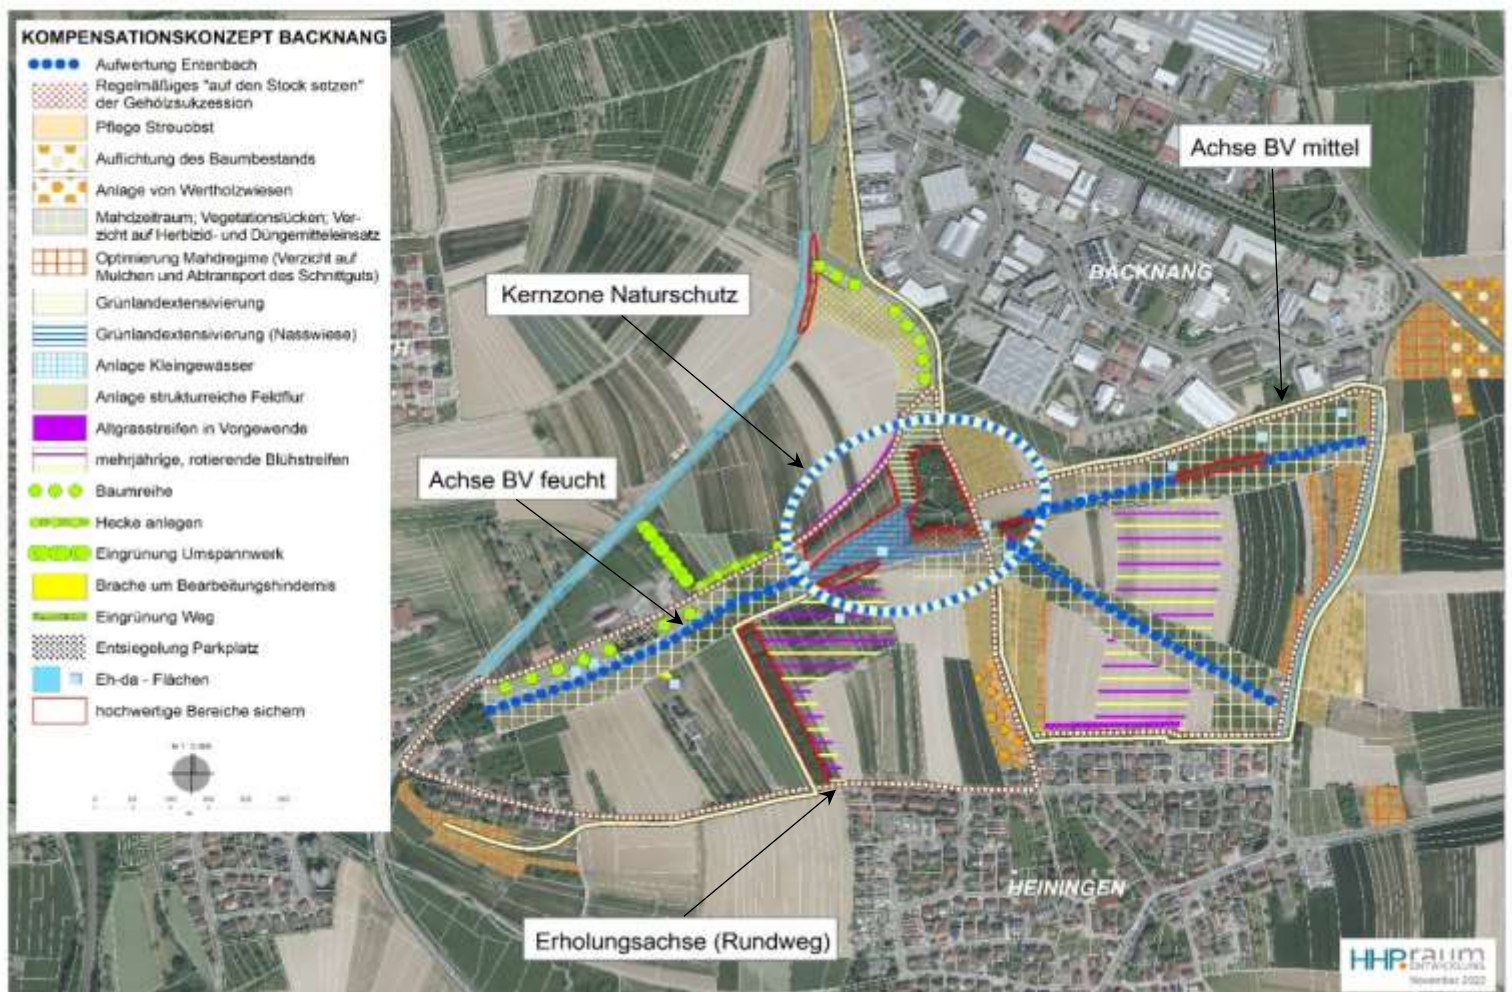 KOMPENSATIONSKONZEPT BACKNANG
Aufwertung Entenbach
Regelmäßiges "auf den Stock setzen"
der Gehölzsukzession
Pflege Streuobst
Auflichtung des Baumbestands
Anlage von Wertholzwiesen
Mahdzeitraum; Vegetationslücken; Ver-
zicht auf Herbizid- und Düngemitteleinsatz
Optimierung Mahdregime (Verzicht auf
Mulchen und Abtransport des Schnittguts)
Grünlandextensivierung
Grünlandextensivierung (Nasswiese)
Anlage Kleingewässer
Anlage strukturreiche Feldflur
Altgrasstreifen in Vorgewende
mehrjährige, rotierende Blühstreifen
Baumreihe
Hecke anlegen
Eingrünung Umspannwerk
Brache um Bearbeitungshindernis
Eingrünung Weg
Entsiegelung Parkplatz
Eh-da - Flächen
hochwertige Bereiche sichern
Achse BV mittel
BACKNANG
Kernzone Naturschutz
Achse BV feucht
HEININGEN
Erholungsachse (Rundweg)
HHP.raum
ENTWICKLUNG
November 2022